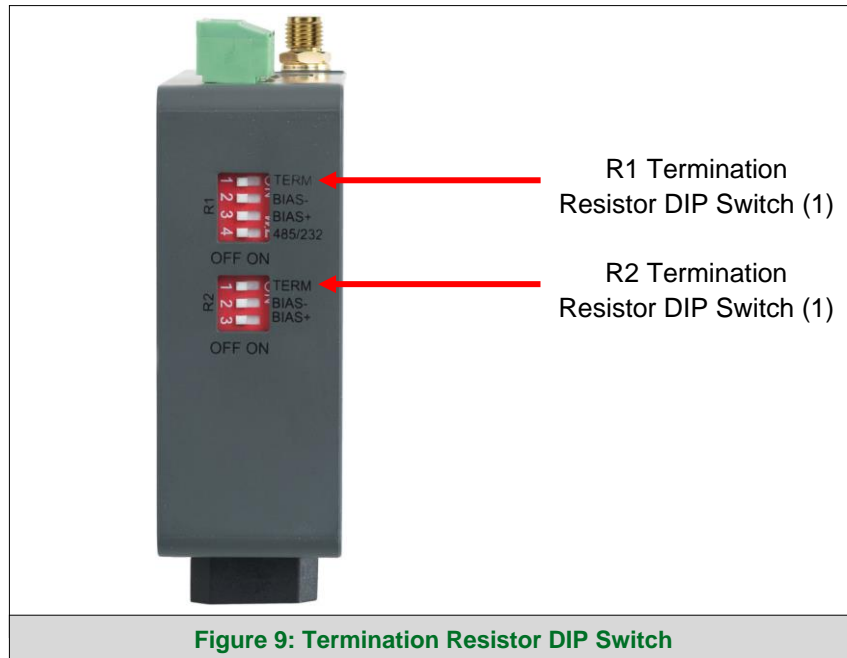 1 TERM
2 BIAS-
R1
3 BIAS+
4 485/232
OFF ON
1 TERM
R2
2 BIAS-
3 BIAS+
OFF ON
R1 Termination
Resistor DIP Switch (1)
R2 Termination
Resistor DIP Switch (1)
Figure 9: Termination Resistor DIP Switch